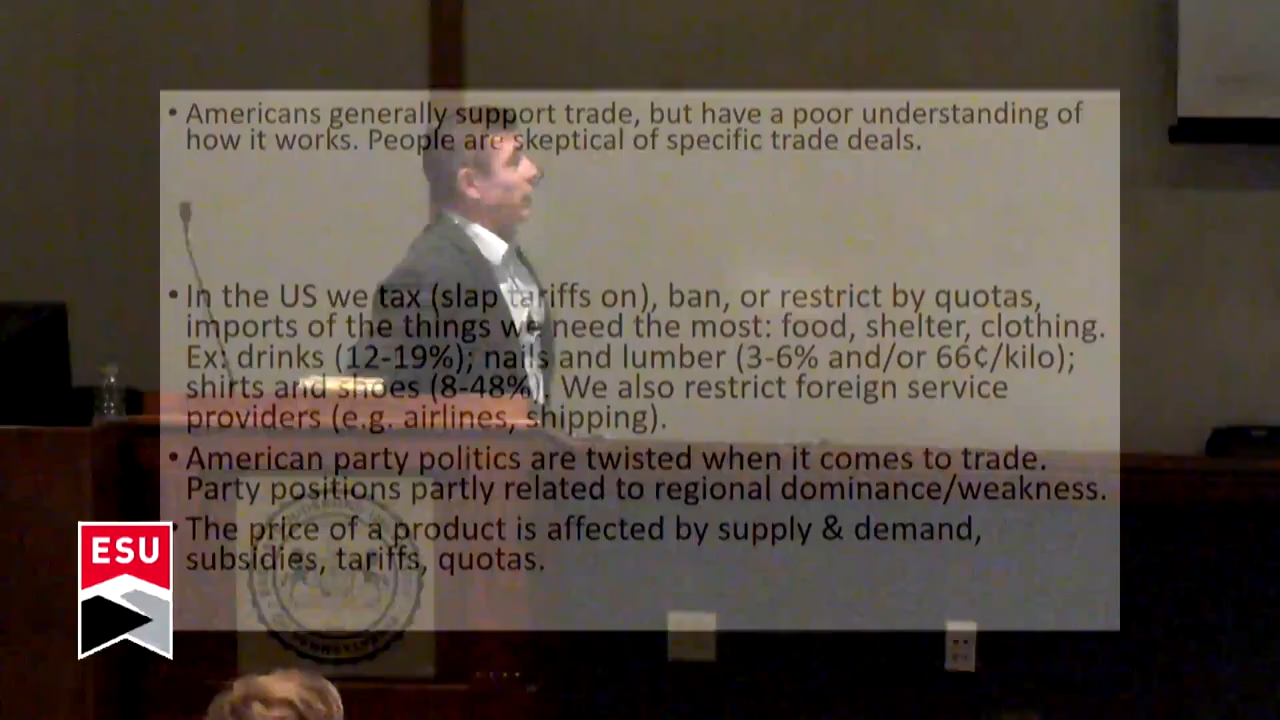 • Americans generally support trade, but have a poor understanding of
how it works. People are skeptical of specific trade deals.
• In the US we tax (slap tariffs on), ban, or restrict by quotas,
imports of the things we need the most: food, shelter, clothing.
Ex: drinks (12-19%); nails and lumber (3-6% and/or 66¢/kilo);
shirts and shoes (8-48%). We also restrict foreign service
providers (e.g. airlines, shipping).
• American party politics are twisted when it comes to trade.
Party positions partly related to regional dominance/weakness.
• The price of a product is affected by supply & demand,
subsidies, tariffs, quotas.
ESU